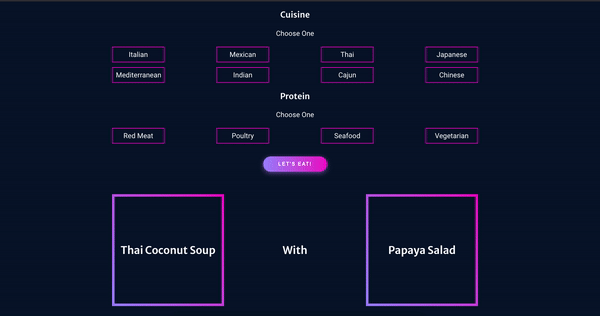 Cuisine
Choose One
Italian Mexican Thai Japanese
Mediterranean Indian Cajun Chinese
Protein
Choose One
Red Meat Poultry Seafood Vegetarian
LET'S EAT!
Thai Coconut Soup With Papaya Salad